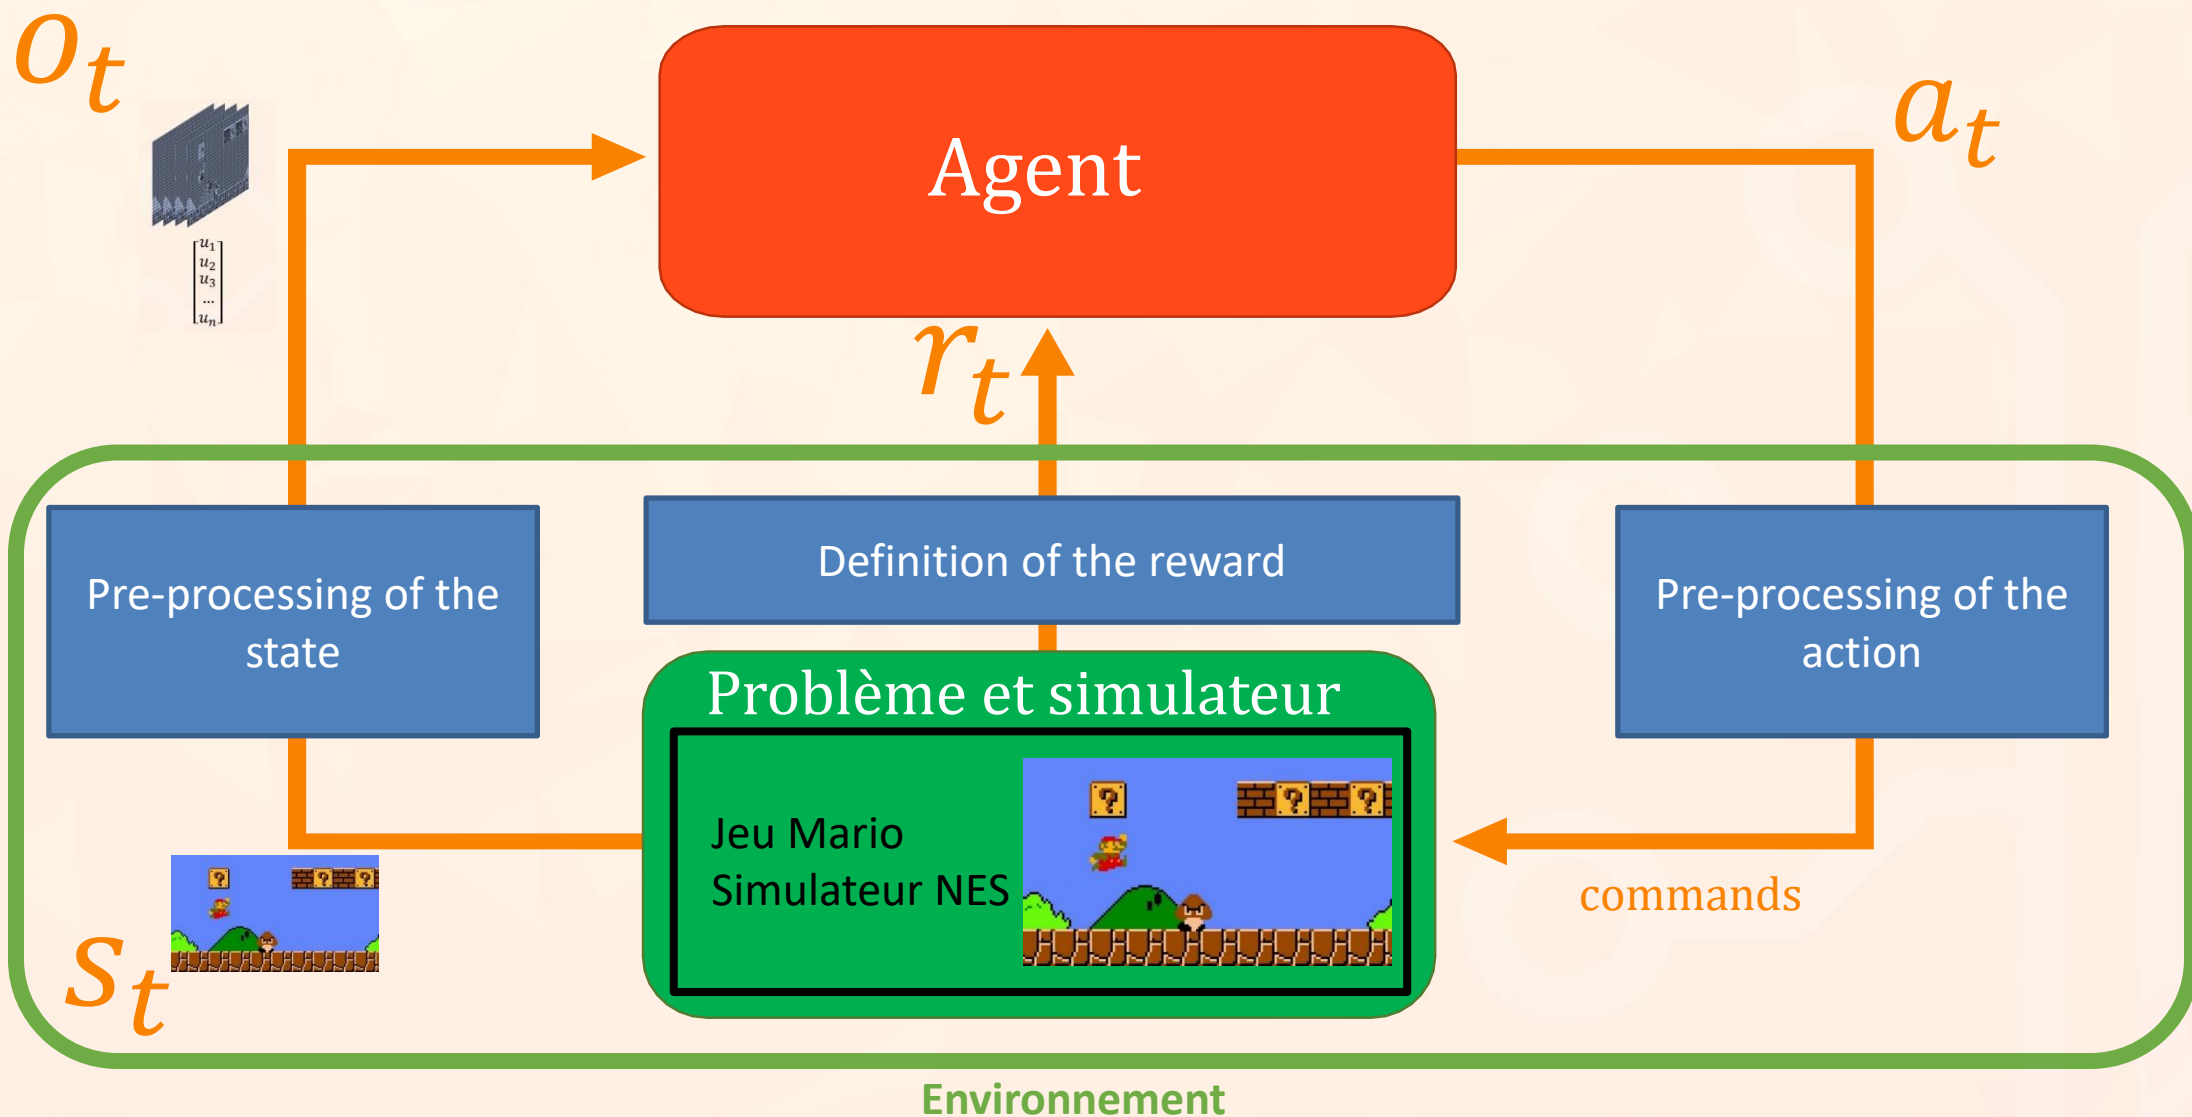 o_t
Agent
a_t
u_1
u_2
u_3
...
u_n
r_t
Pre-processing of the
state
Definition of the reward
Pre-processing of the
action
Problème et simulateur
Jeu Mario
Simulateur NES
? ? ?
commands
? ? ?
s_t
Environnement